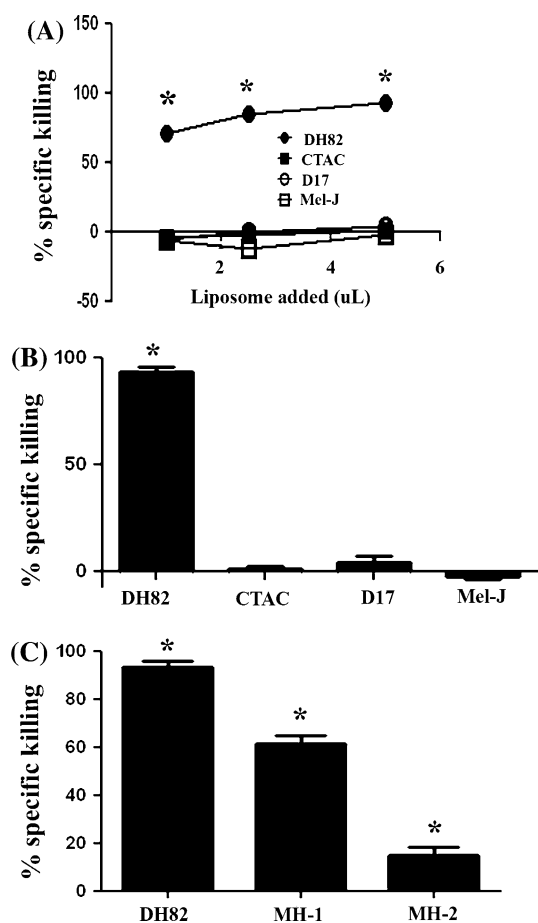 (A)
% specific killing
150
100
50
0
-50
* * *
DH82
CTAC
D17
Mel-J
2 4 6
Liposome added (uL)
(B)
% specific killing
100
50
0
*
DH82 CTAC D17 Mel-J
(C)
% specific killing
100
80
60
40
20
0
* * *
DH82 MH-1 MH-2